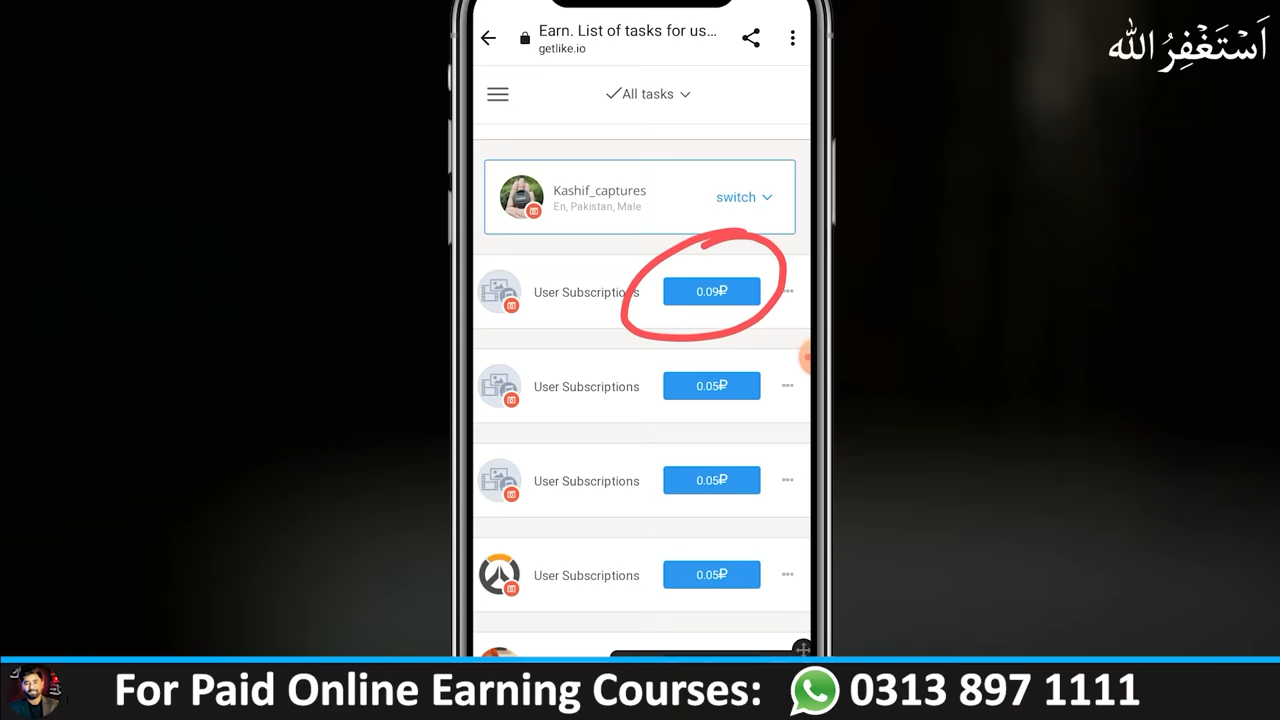 Earn. List of tasks for us...
getlike.io
اَسْتَغْفِرُ اللّٰه
All tasks
Kashif_captures
En, Pakistan, Male
switch
User Subscriptions 0.09₽
User Subscriptions 0.05₽
User Subscriptions 0.05₽
User Subscriptions 0.05₽
For Paid Online Earning Courses: 0313 897 1111